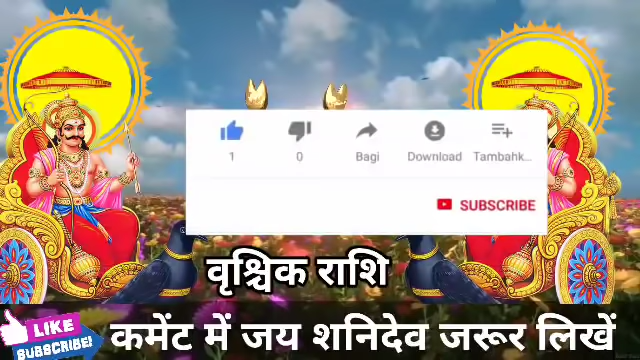 1
0
Bagi
Download
Tambahk...
SUBSCRIBE
वृश्चिक राशि
LIKE
SUBSCRIBE!
कमेंट में जय शनिदेव जरूर लिखें